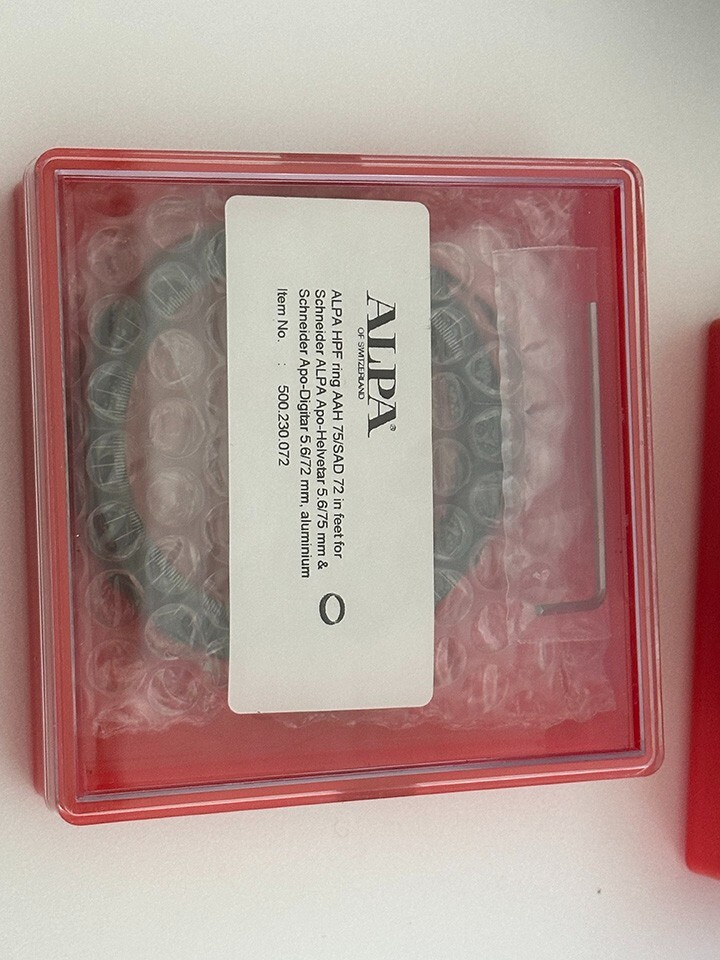 ALPA®
OF SWITZERLAND
ALPA HPF ring AAH 75/SAD 72 in feet for
Schneider ALPA Apo-Helvetar 5.6/75 mm &
Schneider Apo-Digitar 5.6/72 mm, aluminium
Item No. : 500.230.072